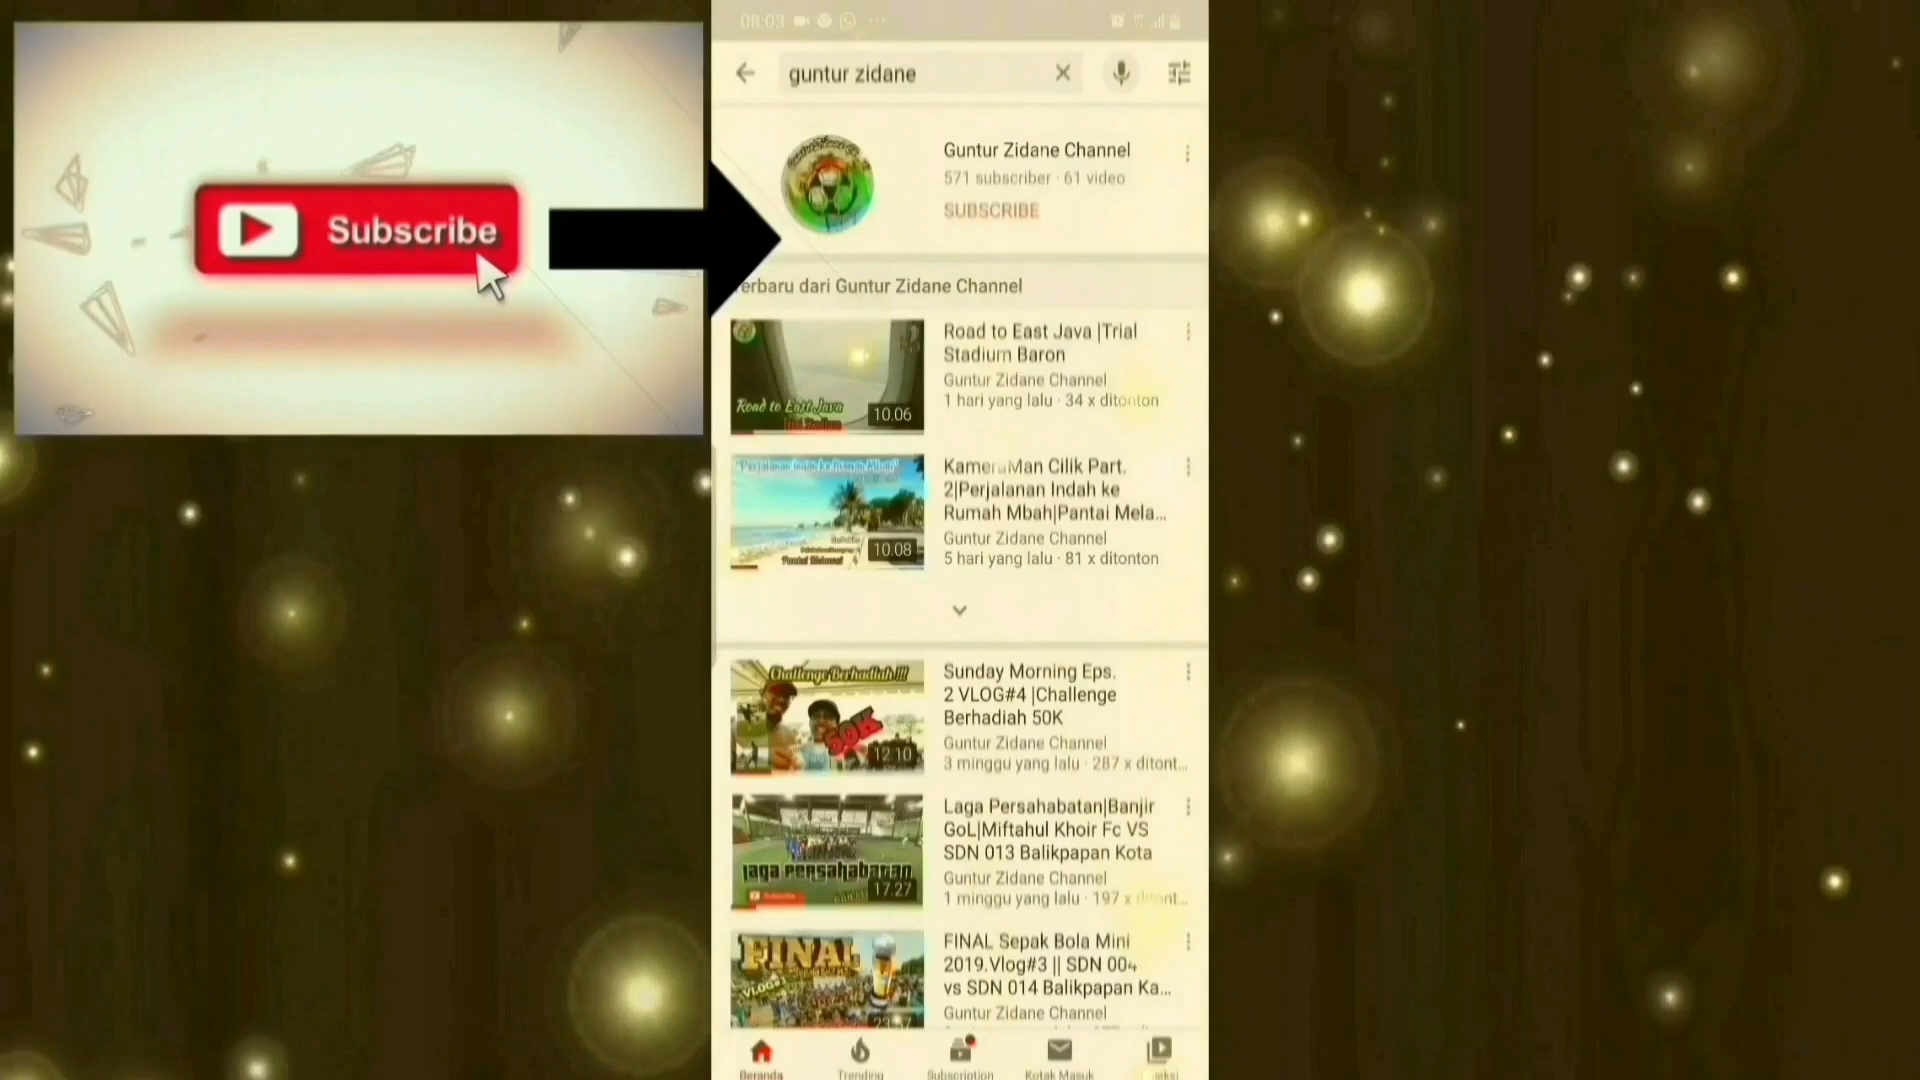 08:03
guntur zidane
Subscribe
Guntur Zidane Channel
571 subscriber · 61 video
SUBSCRIBE
erbaru dari Guntur Zidane Channel
Road to East Java |Trial
Stadium Baron
Guntur Zidane Channel
1 hari yang lalu · 34 x ditonton
Road to East Java
10.06
KameraMan Cilik Part.
2|Perjalanan Indah ke
Rumah Mbah|Pantai Mela...
Guntur Zidane Channel
5 hari yang lalu · 81 x ditonton
"Perjalanan Indah ke Rumah Mbah"
10.08
Sunday Morning Eps.
2 VLOG#4 |Challenge
Berhadiah 50K
Guntur Zidane Channel
3 minggu yang lalu · 287 x ditont...
Challenge Berhadiah!!!
50K
12.10
Laga Persahabatan|Banjir
GoL|Miftahul Khoir Fc VS
SDN 013 Balikpapan Kota
Guntur Zidane Channel
1 minggu yang lalu · 197 x ditont...
laga persahabatan
17.27
FINAL Sepak Bola Mini
2019.Vlog#3 || SDN 004
vs SDN 014 Balikpapan Ka...
Guntur Zidane Channel
FINAL
Beranda
Trending
Subscription
Kotak Masuk